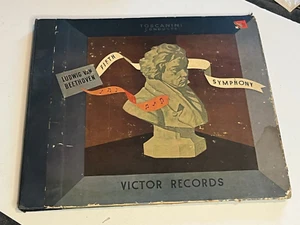 TOSCANINI
LUDWIG VAN
BEETHOVEN
FIFTH
SYMPHONY
VICTOR RECORDS